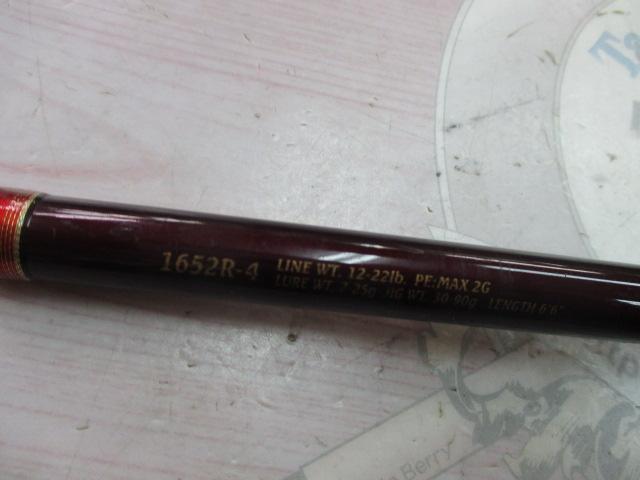 1652R-4
LINE WT. 12-22lb. PE:MAX 2G
LURE WT. 7-25g JIG WT. 30-90g LENGTH 6'6"
Berry